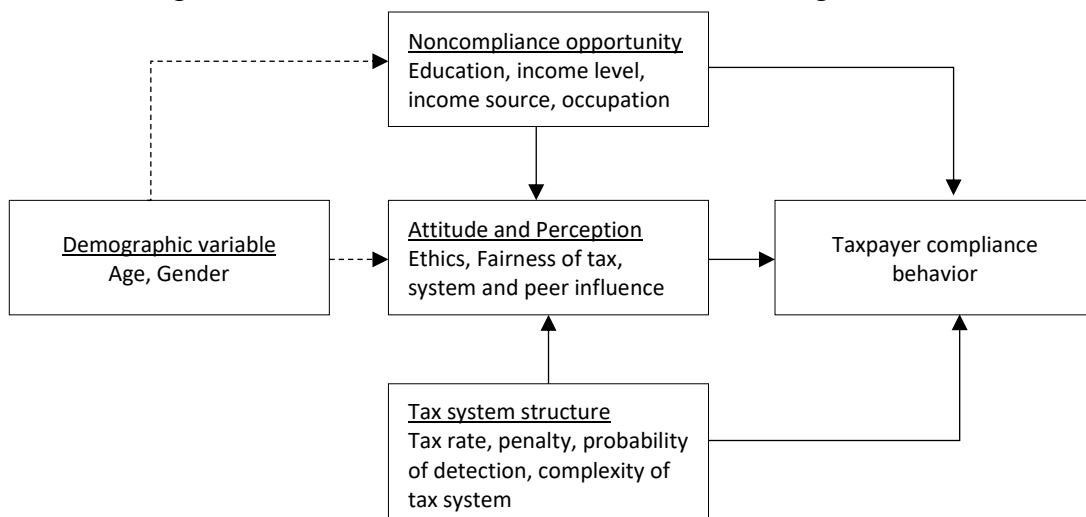 Noncompliance opportunity
Education, income level,
income source, occupation
Demographic variable
Age, Gender
Attitude and Perception
Ethics, Fairness of tax,
system and peer influence
Taxpayer compliance
behavior
Tax system structure
Tax rate, penalty, probability
of detection, complexity of
tax system